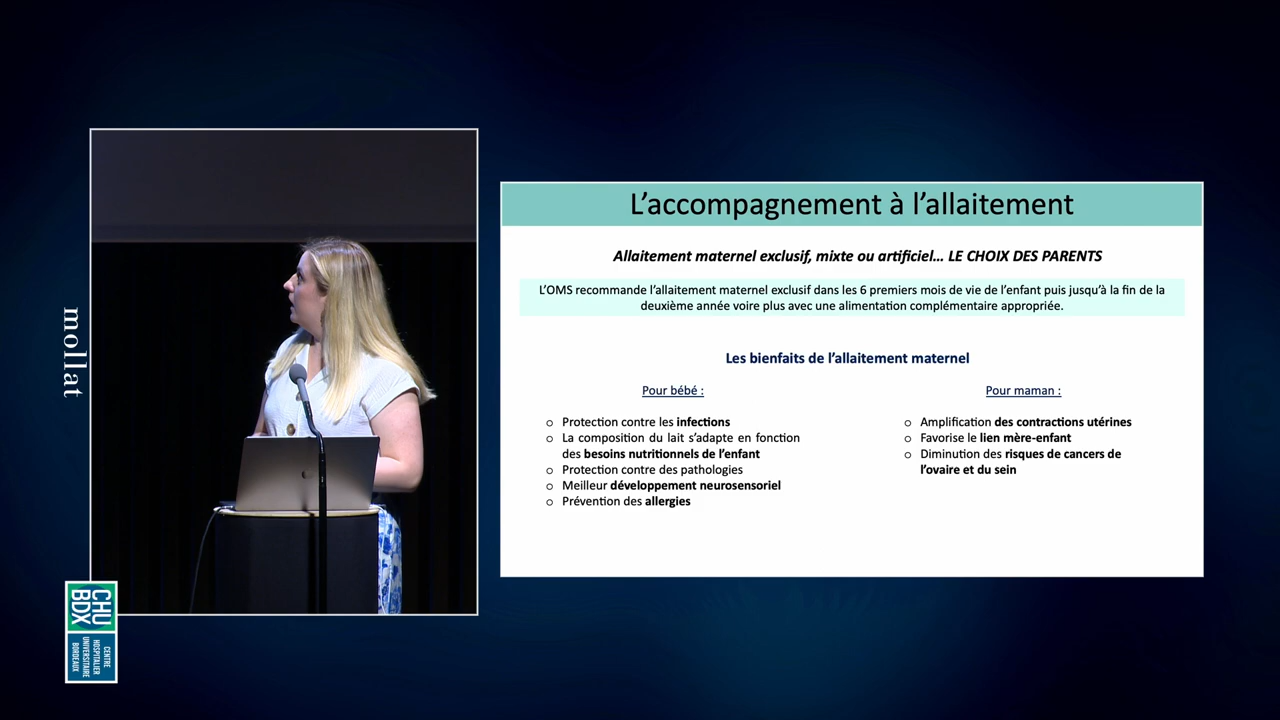 mollat
CHU
BDX
CENTRE
HOSPITALIER
UNIVERSITAIRE
BORDEAUX
L'accompagnement à l'allaitement
Allaitement maternel exclusif, mixte ou artificiel... LE CHOIX DES PARENTS
L'OMS recommande l'allaitement maternel exclusif dans les 6 premiers mois de vie de l'enfant puis jusqu'à la fin de la
deuxième année voire plus avec une alimentation complémentaire appropriée.
Les bienfaits de l'allaitement maternel
Pour bébé :
o Protection contre les infections
o La composition du lait s'adapte en fonction
des besoins nutritionnels de l'enfant
o Protection contre des pathologies
o Meilleur développement neurosensoriel
o Prévention des allergies
Pour maman :
o Amplification des contractions utérines
o Favorise le lien mère-enfant
o Diminution des risques de cancers de
l'ovaire et du sein